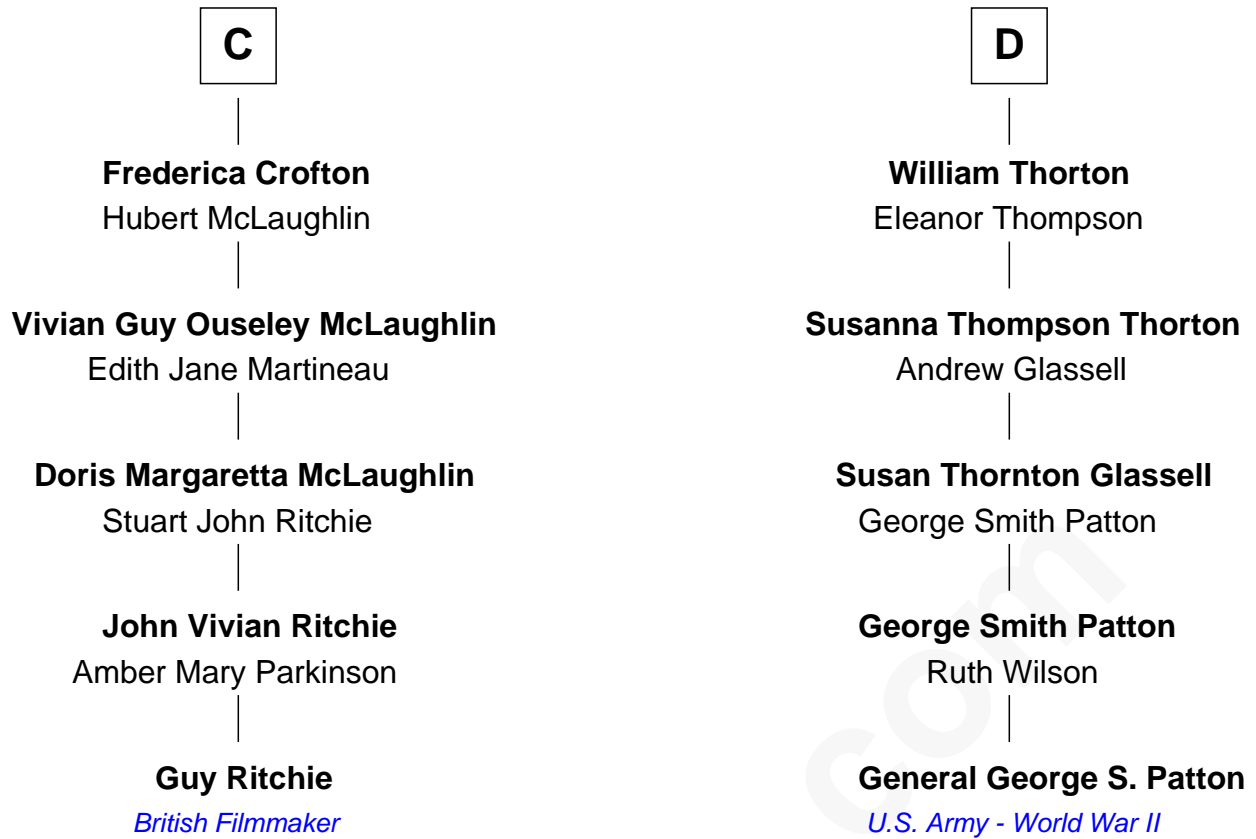 C
Frederica Crofton
Hubert McLaughlin
Vivian Guy Ouseley McLaughlin
Edith Jane Martineau
Doris Margaretta McLaughlin
Stuart John Ritchie
John Vivian Ritchie
Amber Mary Parkinson
Guy Ritchie
British Filmmaker
D
William Thorton
Eleanor Thompson
Susanna Thompson Thorton
Andrew Glassell
Susan Thornton Glassell
George Smith Patton
George Smith Patton
Ruth Wilson
General George S. Patton
U.S. Army - World War II
com